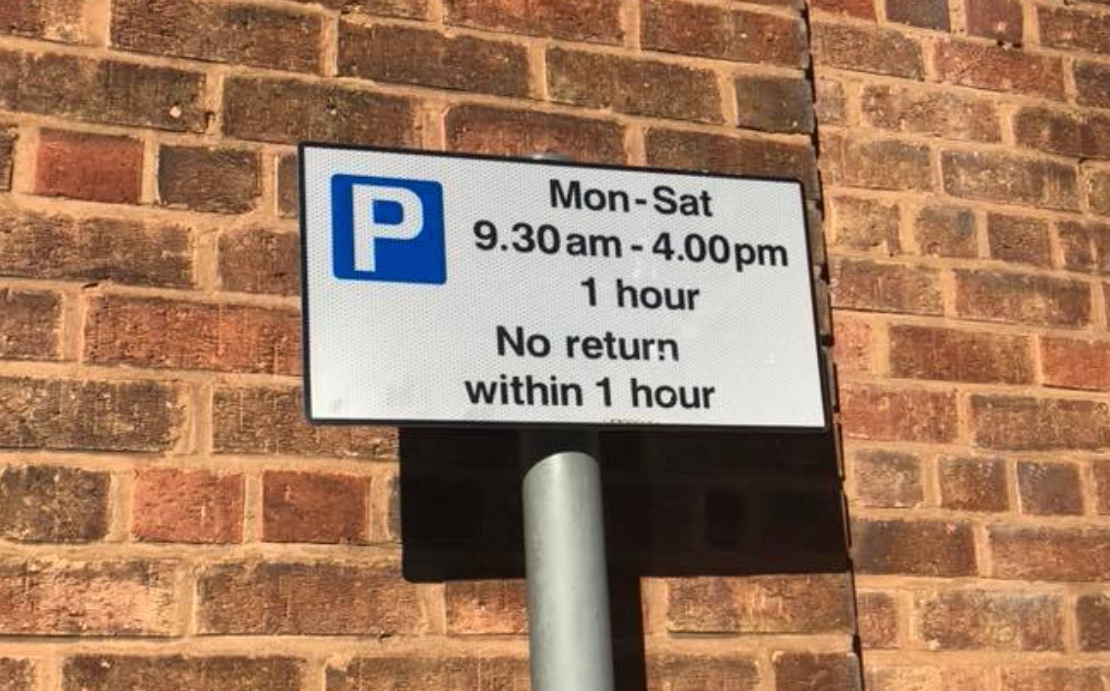 P
Mon-Sat
9.30am - 4.00pm
1 hour
No return
within 1 hour